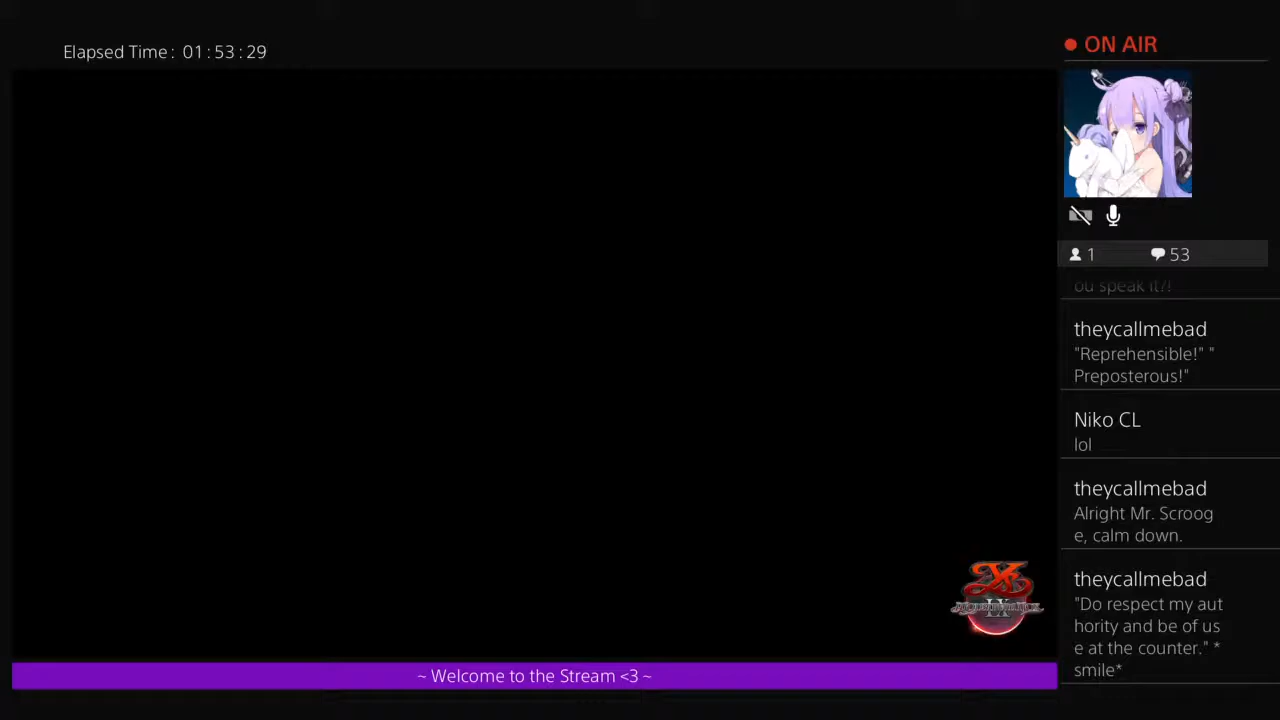 Elapsed Time: 01:53:29
ON AIR
1 53
ou speak it?!
theycallmebad
"Reprehensible!" "
Preposterous!"
Niko CL
lol
theycallmebad
Alright Mr. Scroog
e, calm down.
theycallmebad
"Do respect my aut
hority and be of us
e at the counter." *
smile*
Ys
IX
~ Welcome to the Stream <3 ~